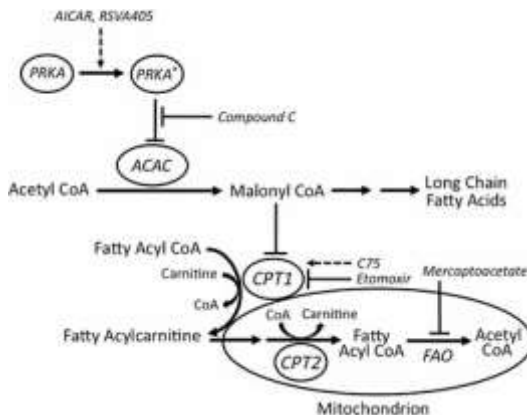 AICAR, RSVA405
PRKA
PRKA*
Compound C
ACAC
Acetyl CoA
Malonyl CoA
Long Chain
Fatty Acids
Fatty Acyl CoA
Carnitine
CoA
CPT1
C75
Etomoxir
Mercaptoacetate
Fatty Acylcarnitine
CoA
Carnitine
CPT2
Fatty
Acyl CoA
FAO
Acetyl
CoA
Mitochondrion